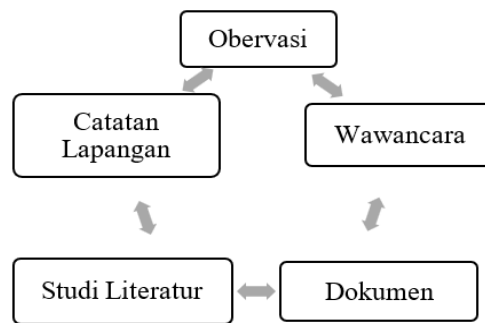 Obervasi
Catatan
Lapangan
Wawancara
Studi Literatur
Dokumen